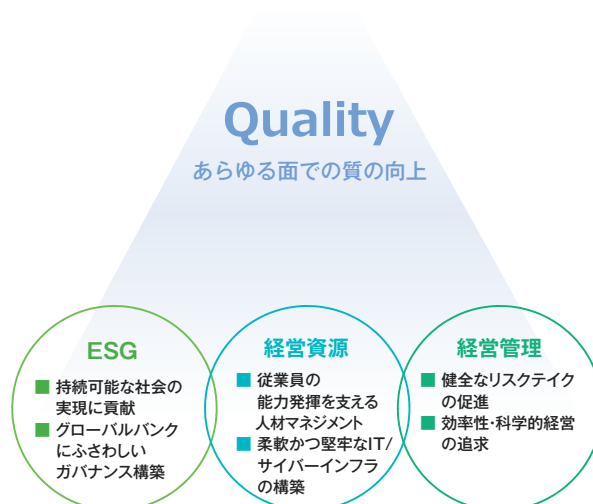 Quality
あらゆる面での質の向上
ESG
■ 持続可能な社会の
実現に貢献
■ グローバルバンク
にふさわしい
ガバナンス構築
経営資源
■ 従業員の
能力発揮を支える
人材マネジメント
■ 柔軟かつ堅牢なIT/
サイバーインフラ
の構築
経営管理
■ 健全なリスクテイク
の促進
■ 効率性・科学的経営
の追求